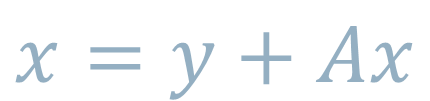 x = y + Ax